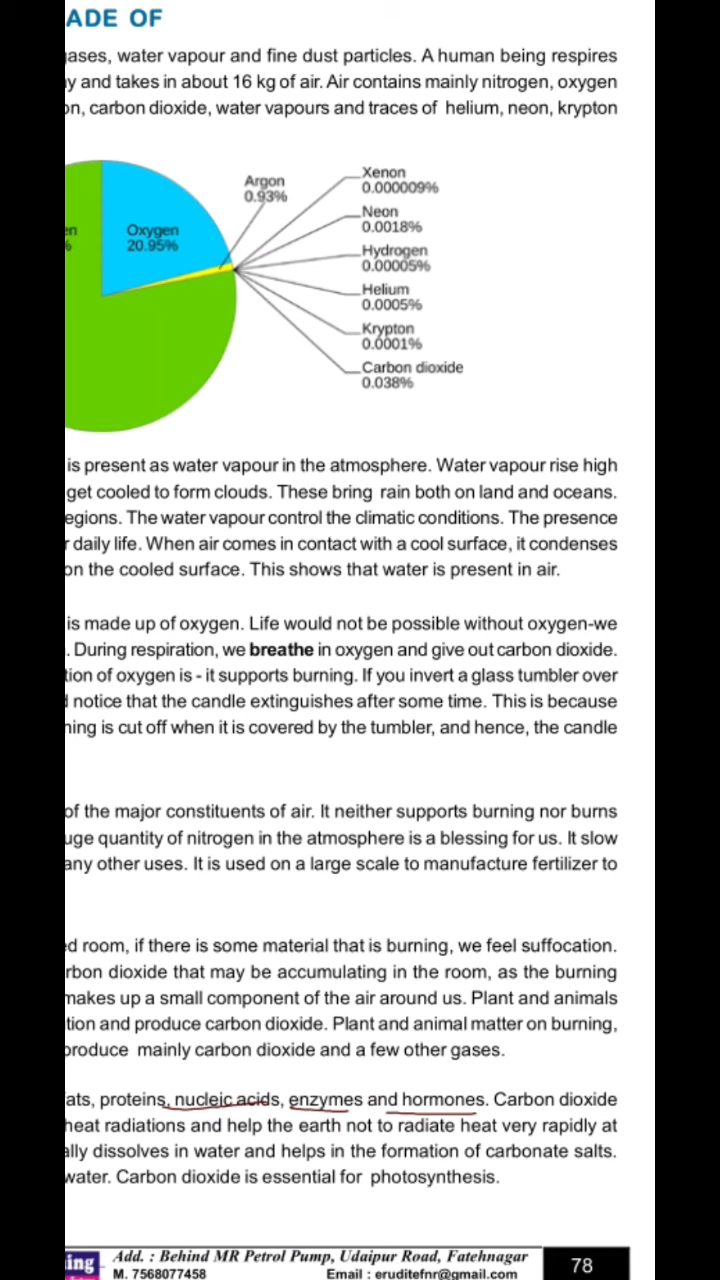 ADE OF
gases, water vapour and fine dust particles. A human being respires
y and takes in about 16 kg of air. Air contains mainly nitrogen, oxygen
on, carbon dioxide, water vapours and traces of helium, neon, krypton
Argon
0.93%
Xenon
0.000009%
Neon
0.0018%
Hydrogen
0.00005%
Helium
0.0005%
Krypton
0.0001%
Carbon dioxide
0.038%
en
%
Oxygen
20.95%
is present as water vapour in the atmosphere. Water vapour rise high
get cooled to form clouds. These bring rain both on land and oceans.
egions. The water vapour control the climatic conditions. The presence
r daily life. When air comes in contact with a cool surface, it condenses
on the cooled surface. This shows that water is present in air.
is made up of oxygen. Life would not be possible without oxygen-we
. During respiration, we breathe in oxygen and give out carbon dioxide.
tion of oxygen is - it supports burning. If you invert a glass tumbler over
notice that the candle extinguishes after some time. This is because
ning is cut off when it is covered by the tumbler, and hence, the candle
of the major constituents of air. It neither supports burning nor burns
uge quantity of nitrogen in the atmosphere is a blessing for us. It slow
any other uses. It is used on a large scale to manufacture fertilizer to
ed room, if there is some material that is burning, we feel suffocation.
rbon dioxide that may be accumulating in the room, as the burning
makes up a small component of the air around us. Plant and animals
tion and produce carbon dioxide. Plant and animal matter on burning,
produce mainly carbon dioxide and a few other gases.
ats, proteins, nucleic acids, enzymes and hormones. Carbon dioxide
heat radiations and help the earth not to radiate heat very rapidly at
ally dissolves in water and helps in the formation of carbonate salts.
water. Carbon dioxide is essential for photosynthesis.
ing
Add. : Behind MR Petrol Pump, Udaipur Road, Fatehnagar
M. 7568077458 Email : eruditefnr@gmail.com
78